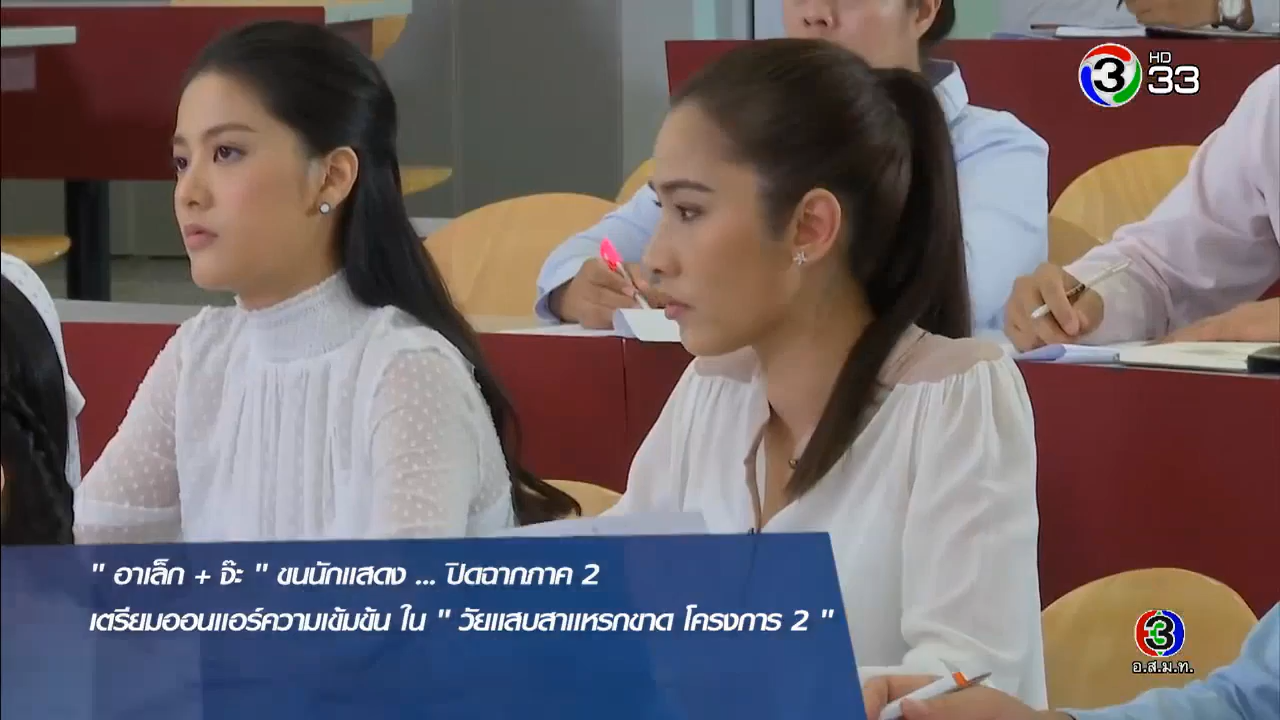 3 HD 33
" อาเล็ก + จ๊ะ " ขนนักแสดง ... ปิดฉากภาค 2
เตรียมออนแอร์ความเข้มข้น ใน " วัยแสบสาแหรกขาด โครงการ 2 "
3
อ.ส.ม.ท.